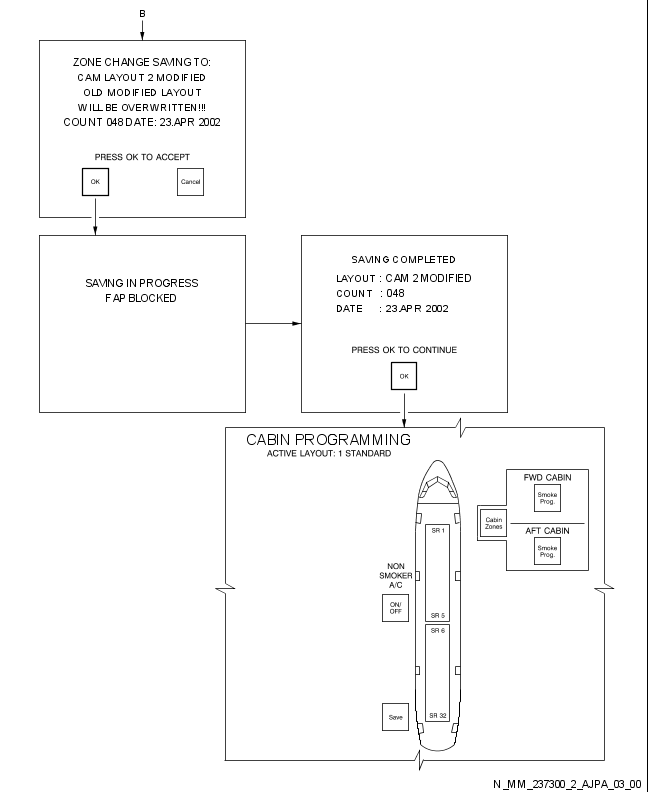 B
ZONE CHANGE SAVING TO:
CAM LAYOUT 2 MODIFIED
OLD MODIFIED LAYOUT
WILL BE OVERWRITTEN!!!
COUNT 048 DATE: 23.APR 2002
PRESS OK TO ACCEPT
OK
Cancel
SAVING IN PROGRESS
FAP BLOCKED
SAVING COMPLETED
LAYOUT : CAM 2 MODIFIED
COUNT : 048
DATE : 23.APR 2002
PRESS OK TO CONTINUE
OK
CABIN PROGRAMMING
ACTIVE LAYOUT: 1 STANDARD
FWD CABIN
Smoke
Prog.
Cabin
Zones
AFT CABIN
Smoke
Prog.
SR 1
NON
SMOKER
A/C
ON/
OFF
SR 5
SR 6
Save
SR 32
N_MM_237300_2_AJPA_03_00